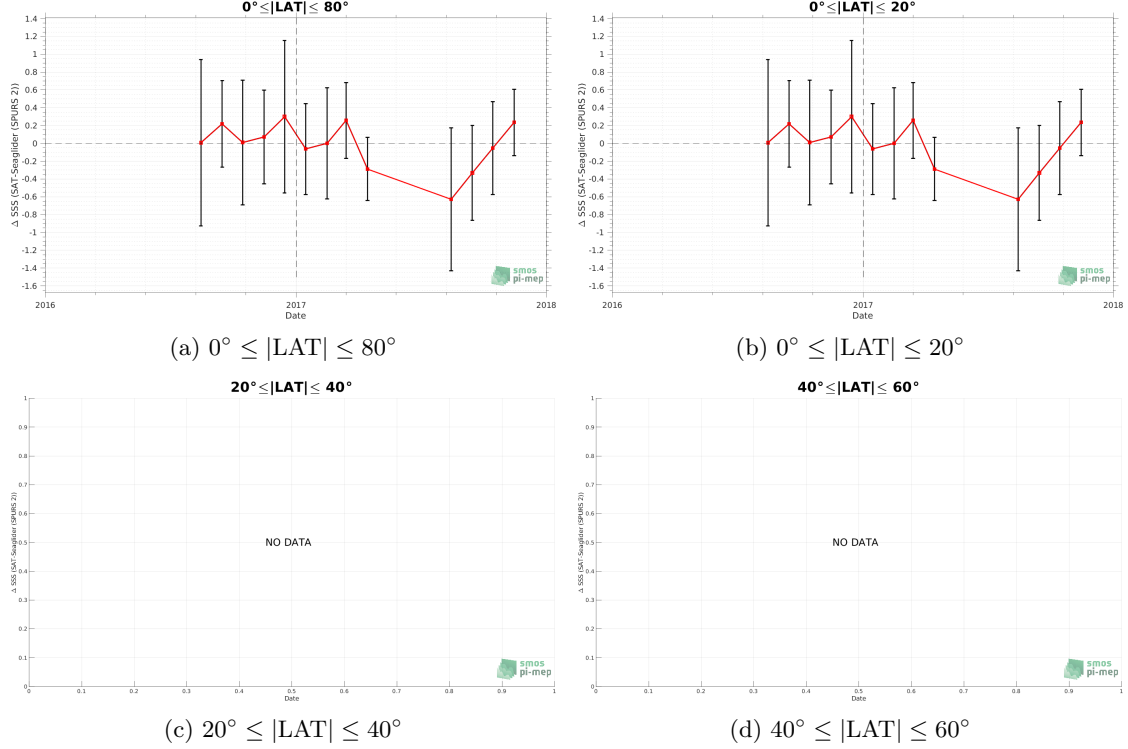 0°≤|LAT|≤ 80°
1.4
1.2
1
0.8
0.6
0.4
0.2
0
-0.2
-0.4
-0.6
-0.8
-1
-1.2
-1.4
-1.6
Δ SSS (SAT-Seaglider (SPURS 2))
smos
pi-mep
2016
2017
2018
Date
(a) 0° ≤ |LAT| ≤ 80°
0°≤|LAT|≤ 20°
1.4
1.2
1
0.8
0.6
0.4
0.2
0
-0.2
-0.4
-0.6
-0.8
-1
-1.2
-1.4
-1.6
Δ SSS (SAT-Seaglider (SPURS 2))
smos
pi-mep
2016
2017
2018
Date
(b) 0° ≤ |LAT| ≤ 20°
20°≤|LAT|≤ 40°
1
0.9
0.8
0.7
0.6
0.5
0.4
0.3
0.2
0.1
0
Δ SSS (SAT-Seaglider (SPURS 2))
NO DATA
smos
pi-mep
0 0.1 0.2 0.3 0.4 0.5 0.6 0.7 0.8 0.9 1
Date
(c) 20° ≤ |LAT| ≤ 40°
40°≤|LAT|≤ 60°
1
0.9
0.8
0.7
0.6
0.5
0.4
0.3
0.2
0.1
0
Δ SSS (SAT-Seaglider (SPURS 2))
NO DATA
smos
pi-mep
0 0.1 0.2 0.3 0.4 0.5 0.6 0.7 0.8 0.9 1
Date
(d) 40° ≤ |LAT| ≤ 60°